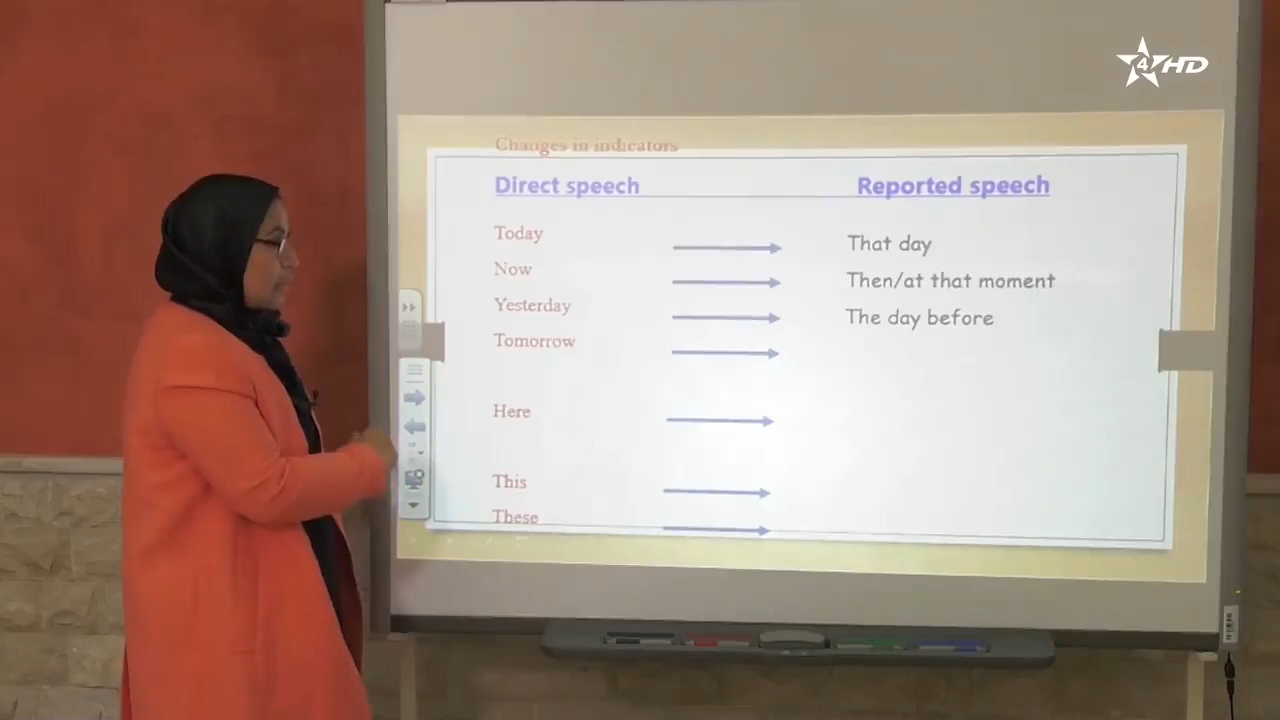 4HD
Changes in indicators
Direct speech Reported speech
Today That day
Now Then/at that moment
Yesterday The day before
Tomorrow
Here
This
These